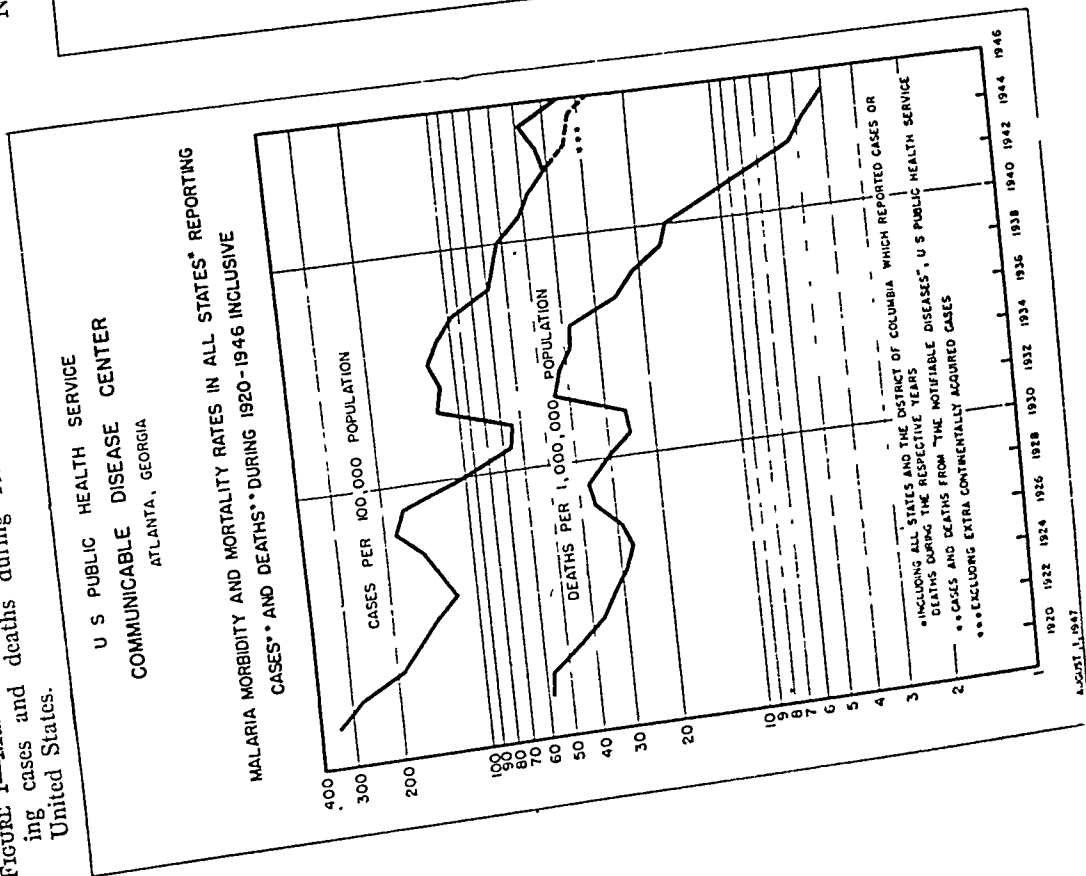 ing cases and deaths during
United States.
U S PUBLIC HEALTH SERVICE
COMMUNICABLE DISEASE CENTER
ATLANTA, GEORGIA
MALARIA MORBIDITY AND MORTALITY RATES IN ALL STATES* REPORTING
CASES** AND DEATHS** DURING 1920-1946 INCLUSIVE
CASES PER 100,000 POPULATION
DEATHS PER 1,000,000 POPULATION
***
400
300
200
100
90
80
70
60
50
40
30
20
10
9
8
7
6
5
4
3
2
1
*INCLUDING ALL STATES AND THE DISTRICT OF COLUMBIA WHICH REPORTED CASES OR
DEATHS DURING THE RESPECTIVE YEARS
**CASES AND DEATHS FROM "THE NOTIFIABLE DISEASES", U S PUBLIC HEALTH SERVICE
***EXCLUDING EXTRA CONTINENTALLY ACQUIRED CASES
1920 1922 1924 1926 1928 1930 1932 1934 1936 1938 1940 1942 1944 1946
AUGUST 1, 1947